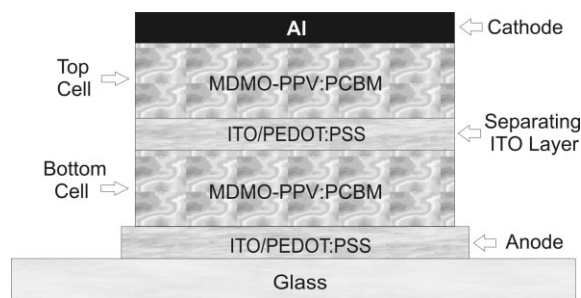 Al
Cathode
Top
Cell
MDMO-PPV:PCBM
ITO/PEDOT:PSS
Separating
ITO Layer
Bottom
Cell
MDMO-PPV:PCBM
ITO/PEDOT:PSS
Anode
Glass